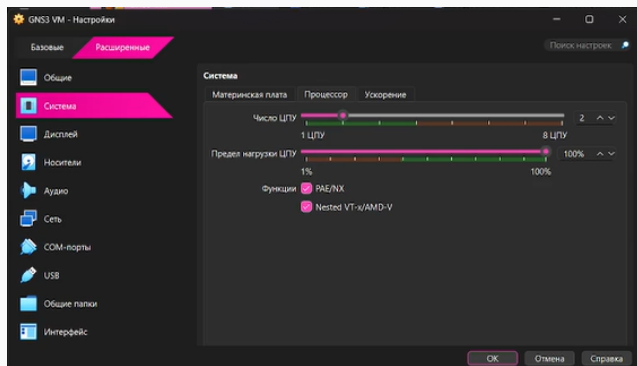 GNS3 VM - Настройки
Базовые Расширенные
Поиск настроек
Общие
Система
Дисплей
Носители
Аудио
Сеть
COM-порты
USB
Общие папки
Интерфейс
Система
Материнская плата Процессор Ускорение
Число ЦПУ 2
1 ЦПУ 8 ЦПУ
Предел нагрузки ЦПУ 100%
1% 100%
Функции PAE/NX
Nested VT-x/AMD-V
OK Отмена Справка